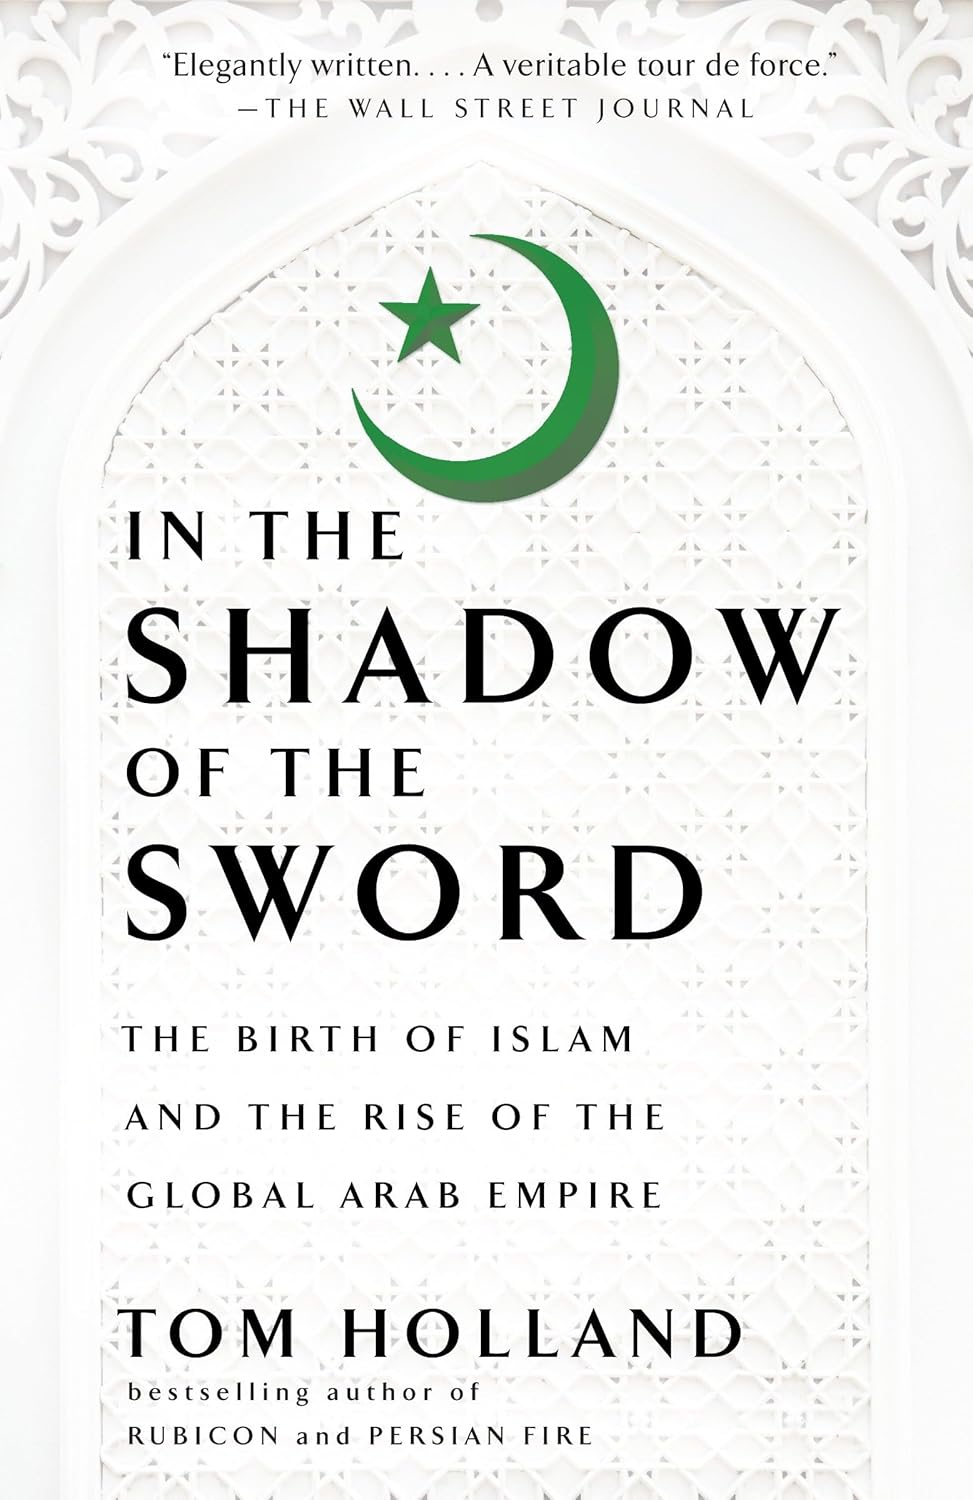 “Elegantly written. . . . A veritable tour de force.”
—THE WALL STREET JOURNAL
IN THE
SHADOW
OF THE
SWORD
THE BIRTH OF ISLAM
AND THE RISE OF THE
GLOBAL ARAB EMPIRE
TOM HOLLAND
bestselling author of
RUBICON and PERSIAN FIRE